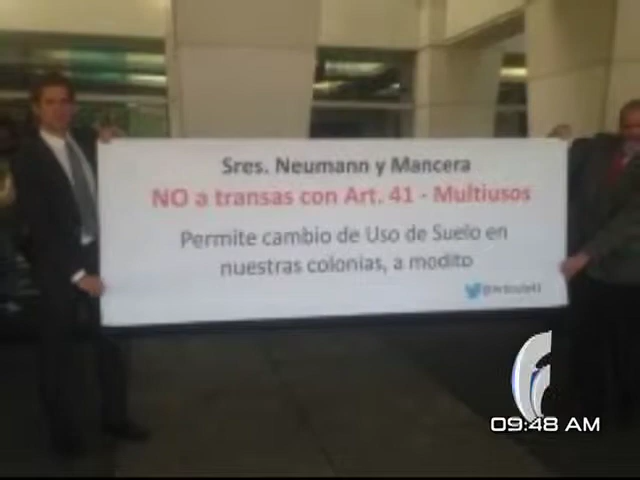 Sres. Neumann y Mancera
NO a transas con Art. 41 - Multiusos
Permite cambio de Uso de Suelo en
nuestras colonias, a modito
09:48 AM